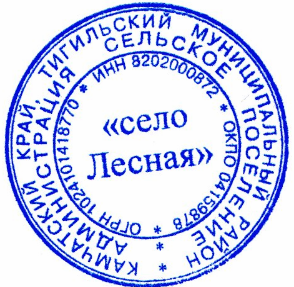 КАМЧАТСКИЙ КРАЙ, ТИГИЛЬСКИЙ МУНИЦИПАЛЬНЫЙ РАЙОН *
АДМИНИСТРАЦИЯ СЕЛЬСКОЕ ПОСЕЛЕНИЕ *
ОГРН 1024101418770 * ИНН 8202000872 * ОКПО 04159878 *
«село
Лесная»